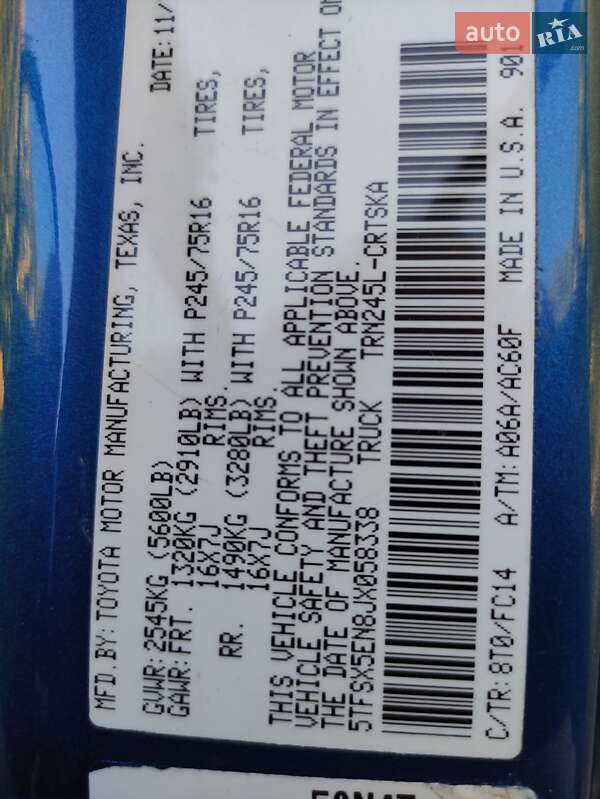 auto RIA .com
MFD.BY: TOYOTA MOTOR MANUFACTURING, TEXAS, INC. DATE: 11/
GVWR: 2545KG (5600LB)
GAWR: FRT. 1320KG (2910LB) WITH P245/75R16 TIRES,
16X7J RIMS.
RR. 1490KG (3280LB) WITH P245/75R16 TIRES,
16X7J RIMS.
THIS VEHICLE CONFORMS TO ALL APPLICABLE FEDERAL MOTOR
VEHICLE SAFETY AND THEFT PREVENTION STANDARDS IN EFFECT ON
THE DATE OF MANUFACTURE SHOWN ABOVE.
5TFSX5EN8JX058338 TRUCK TRN245L-CRTSKA
C/TR: 8T0/FC14 A/TM: A06A/AC60F MADE IN U.S.A. 901